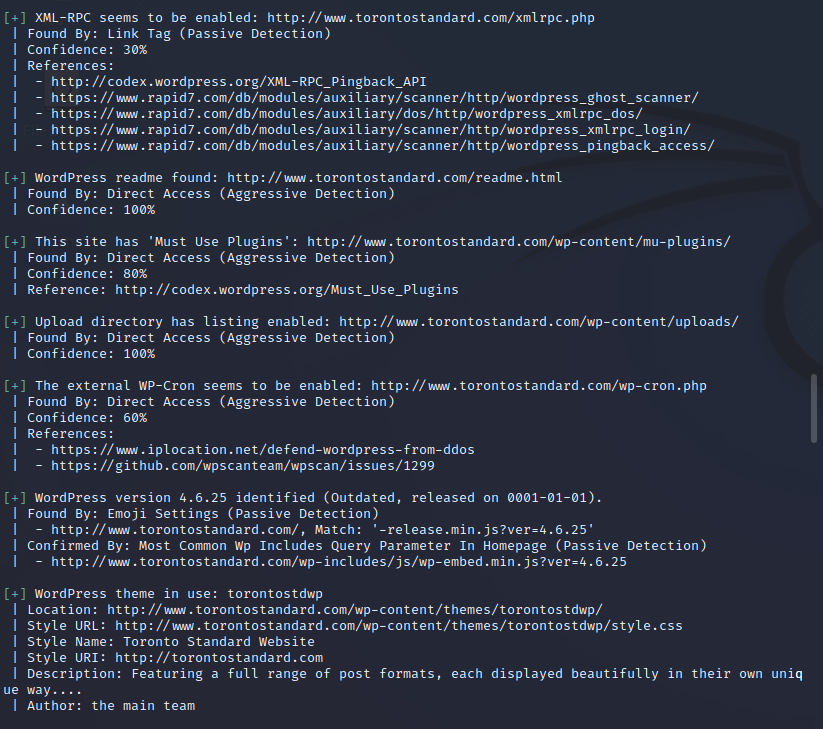 [+] XML-RPC seems to be enabled: http://www.torontostandard.com/xmlrpc.php
| Found By: Link Tag (Passive Detection)
| Confidence: 30%
| References:
|  - http://codex.wordpress.org/XML-RPC_Pingback_API
|  - https://www.rapid7.com/db/modules/auxiliary/scanner/http/wordpress_ghost_scanner/
|  - https://www.rapid7.com/db/modules/auxiliary/dos/http/wordpress_xmlrpc_dos/
|  - https://www.rapid7.com/db/modules/auxiliary/scanner/http/wordpress_xmlrpc_login/
|  - https://www.rapid7.com/db/modules/auxiliary/scanner/http/wordpress_pingback_access/
[+] WordPress readme found: http://www.torontostandard.com/readme.html
| Found By: Direct Access (Aggressive Detection)
| Confidence: 100%
[+] This site has 'Must Use Plugins': http://www.torontostandard.com/wp-content/mu-plugins/
| Found By: Direct Access (Aggressive Detection)
| Confidence: 80%
| Reference: http://codex.wordpress.org/Must_Use_Plugins
[+] Upload directory has listing enabled: http://www.torontostandard.com/wp-content/uploads/
| Found By: Direct Access (Aggressive Detection)
| Confidence: 100%
[+] The external WP-Cron seems to be enabled: http://www.torontostandard.com/wp-cron.php
| Found By: Direct Access (Aggressive Detection)
| Confidence: 60%
| References:
|  - https://www.iplocation.net/defend-wordpress-from-ddos
|  - https://github.com/wpscanteam/wpscan/issues/1299
[+] WordPress version 4.6.25 identified (Outdated, released on 0001-01-01).
| Found By: Emoji Settings (Passive Detection)
|  - http://www.torontostandard.com/, Match: '-release.min.js?ver=4.6.25'
| Confirmed By: Most Common Wp Includes Query Parameter In Homepage (Passive Detection)
|  - http://www.torontostandard.com/wp-includes/js/wp-embed.min.js?ver=4.6.25
[+] WordPress theme in use: torontostdwp
| Location: http://www.torontostandard.com/wp-content/themes/torontostdwp/
| Style URL: http://www.torontostandard.com/wp-content/themes/torontostdwp/style.css
| Style Name: Toronto Standard Website
| Style URI: http://torontostandard.com
| Description: Featuring a full range of post formats, each displayed beautifully in their own uniq
ue way....
| Author: the main team